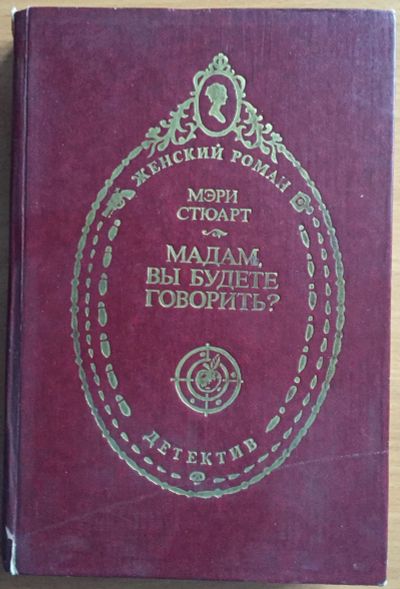 ЖЕНСКИЙ РОМАН
МЭРИ
СТЮАРТ
МАДАМ,
ВЫ БУДЕТЕ
ГОВОРИТЬ?
ДЕТЕКТИВ